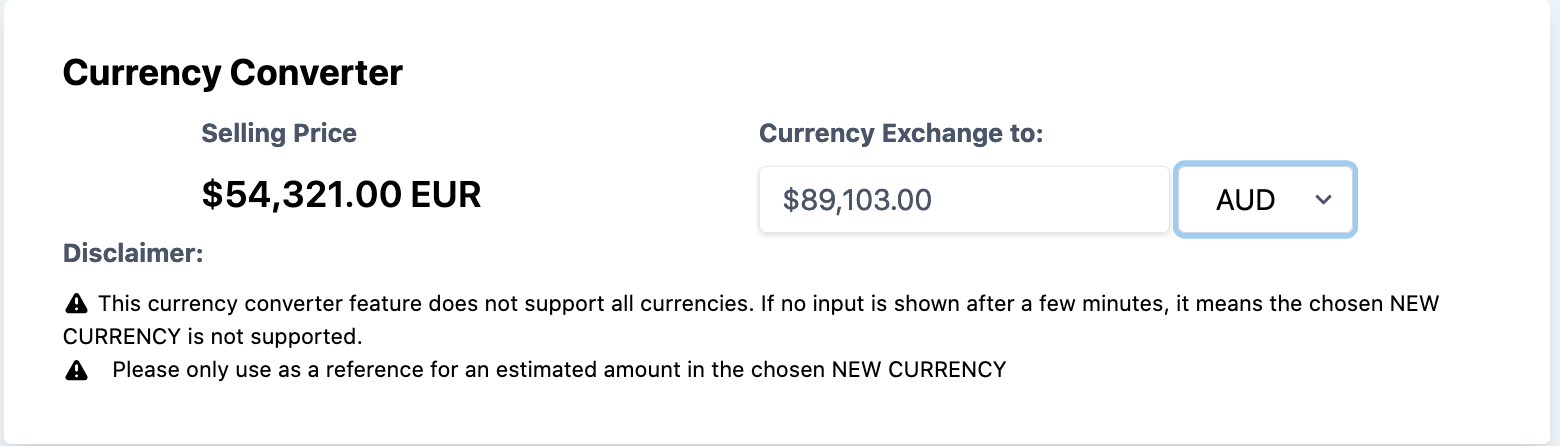 Currency Converter
Selling Price
$54,321.00 EUR
Currency Exchange to:
$89,103.00
AUD
Disclaimer:
This currency converter feature does not support all currencies. If no input is shown after a few minutes, it means the chosen NEW
CURRENCY is not supported.
Please only use as a reference for an estimated amount in the chosen NEW CURRENCY